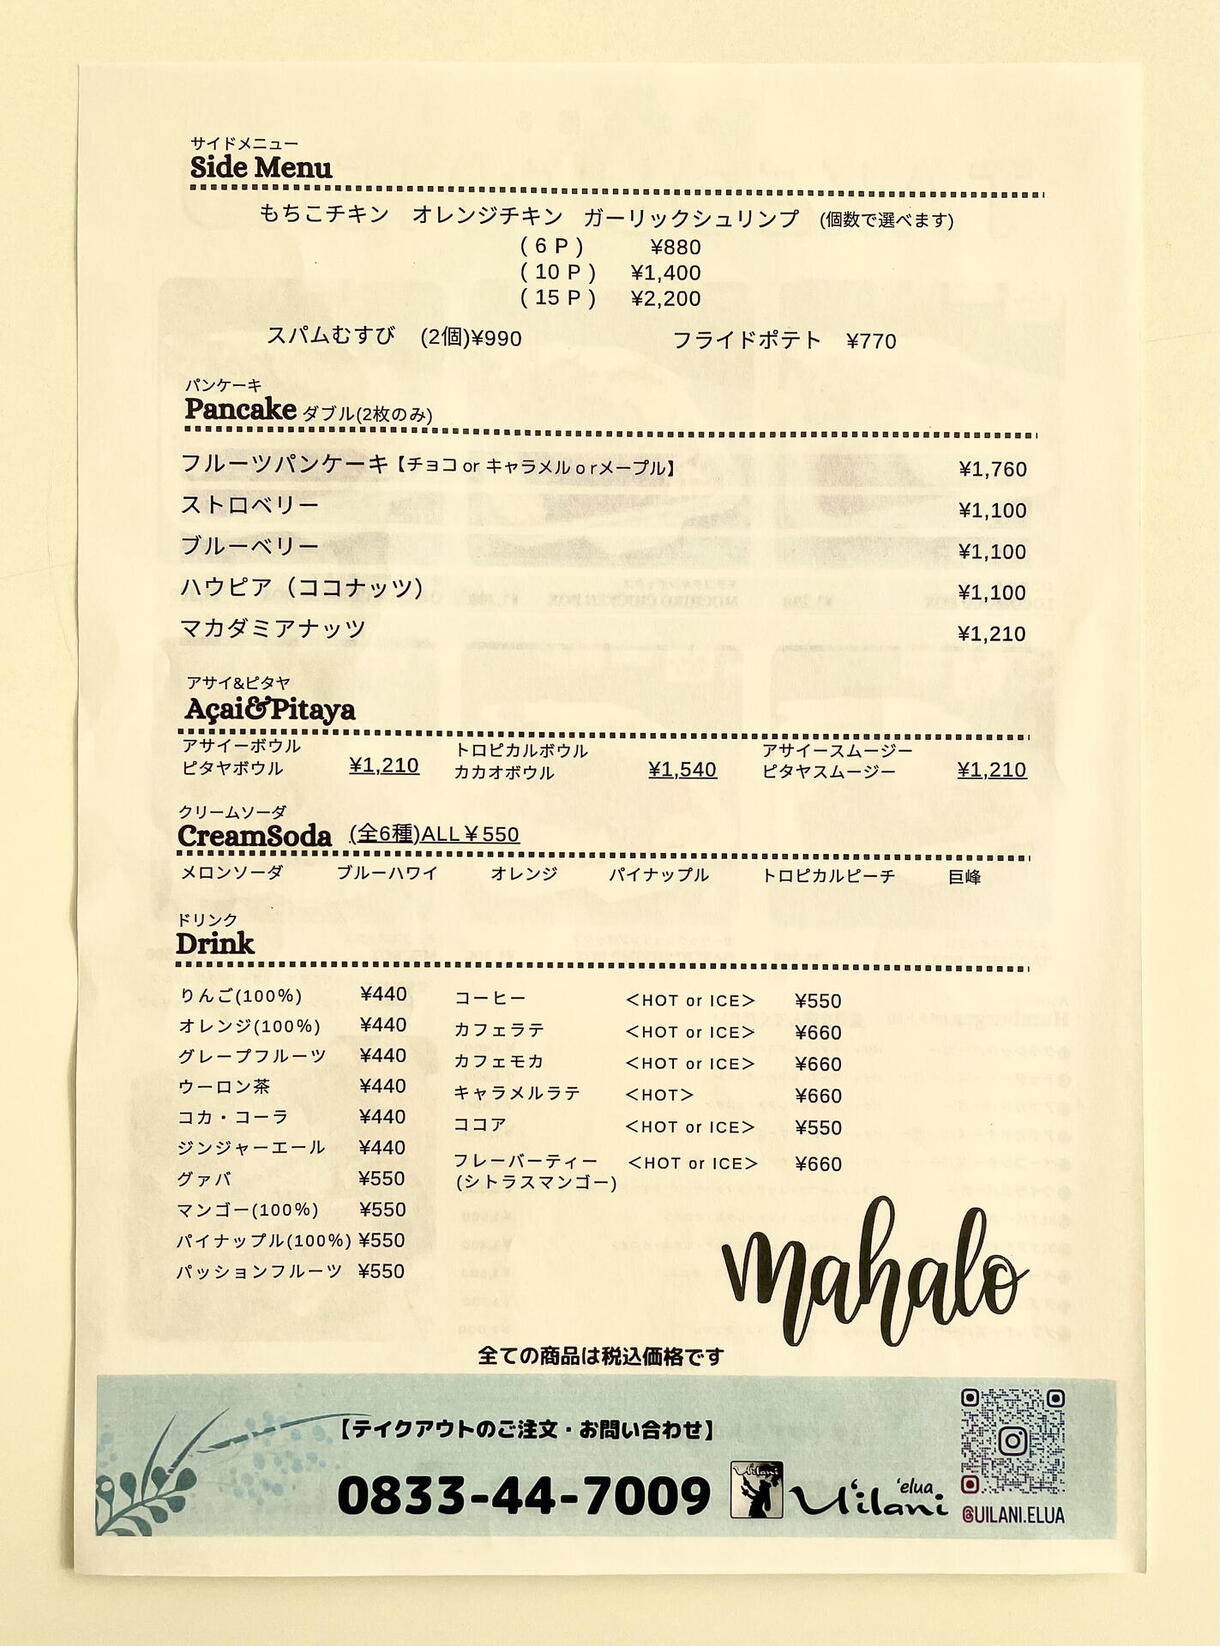 サイドメニュー
Side Menu
もちこチキン　オレンジチキン　ガーリックシュリンプ　(個数で選べます)
( 6 P )　¥880
( 10 P )　¥1,400
( 15 P )　¥2,200
スパムむすび　(2個)¥990　フライドポテト　¥770
パンケーキ
Pancake ダブル(2枚のみ)
フルーツパンケーキ【チョコ or キャラメル o rメープル】　¥1,760
ストロベリー　¥1,100
ブルーベリー　¥1,100
ハウピア（ココナッツ）　¥1,100
マカダミアナッツ　¥1,210
アサイ&ピタヤ
Açai&Pitaya
アサイーボウル
ピタヤボウル　¥1,210
トロピカルボウル
カカオボウル　¥1,540
アサイースムージー
ピタヤスムージー　¥1,210
クリームソーダ
CreamSoda (全6種)ALL￥550
メロンソーダ　ブルーハワイ　オレンジ　パイナップル　トロピカルピーチ　巨峰
ドリンク
Drink
りんご(100%)　¥440
オレンジ(100%)　¥440
グレープフルーツ　¥440
ウーロン茶　¥440
コカ・コーラ　¥440
ジンジャーエール　¥440
グァバ　¥550
マンゴー(100%)　¥550
パイナップル(100%) ¥550
パッションフルーツ　¥550
コーヒー　<HOT or ICE>　¥550
カフェラテ　<HOT or ICE>　¥660
カフェモカ　<HOT or ICE>　¥660
キャラメルラテ　<HOT>　¥660
ココア　<HOT or ICE>　¥550
フレーバーティー　<HOT or ICE>　¥660
(シトラスマンゴー)
mahalo
全ての商品は税込価格です
【テイクアウトのご注文・お問い合わせ】
0833-44-7009
U'ilani 'elua
@UILANI.ELUA